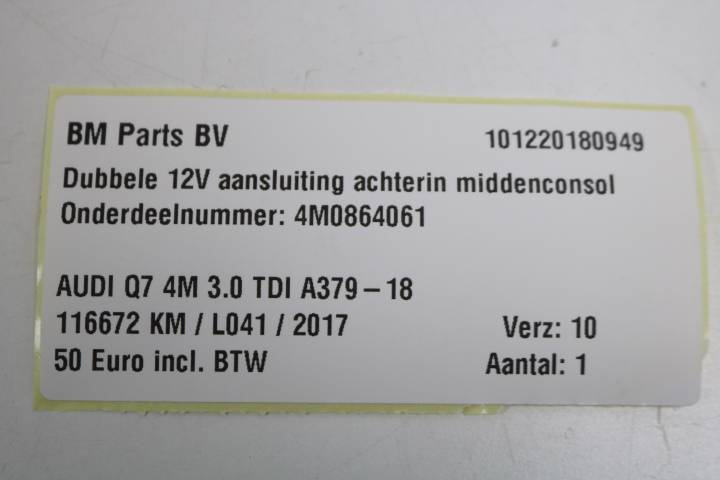 BM Parts BV 101220180949
Dubbele 12V aansluiting achterin middenconsol
Onderdeelnummer: 4M0864061
AUDI Q7 4M 3.0 TDI A379-18
116672 KM / L041 / 2017 Verz: 10
50 Euro incl. BTW Aantal: 1